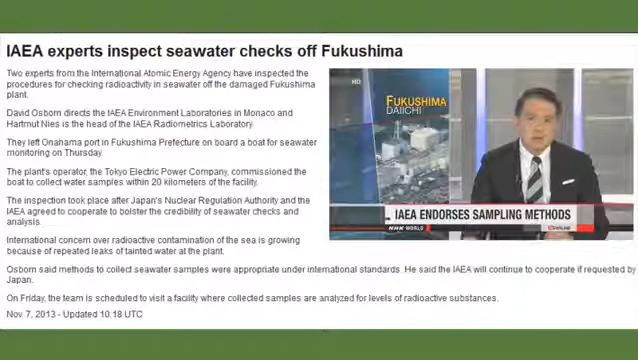 IAEA experts inspect seawater checks off Fukushima
Two experts from the International Atomic Energy Agency have inspected the
procedures for checking radioactivity in seawater off the damaged Fukushima
plant.
David Osborn directs the IAEA Environment Laboratories in Monaco and
Hartmut Nies is the head of the IAEA Radiometrics Laboratory.
They left Onahama port in Fukushima Prefecture on board a boat for seawater
monitoring on Thursday.
The plant's operator, the Tokyo Electric Power Company, commissioned the
boat to collect water samples within 20 kilometers of the facility.
The inspection took place after Japan's Nuclear Regulation Authority and the
IAEA agreed to cooperate to bolster the credibility of seawater checks and
analysis.
International concern over radioactive contamination of the sea is growing
because of repeated leaks of tainted water at the plant.
Osborn said methods to collect seawater samples were appropriate under international standards. He said the IAEA will continue to cooperate if requested by
Japan.
On Friday, the team is scheduled to visit a facility where collected samples are analyzed for levels of radioactive substances.
Nov. 7, 2013 - Updated 10:18 UTC
HD
FUKUSHIMA
DAIICHI
IAEA ENDORSES SAMPLING METHODS
NHK WORLD